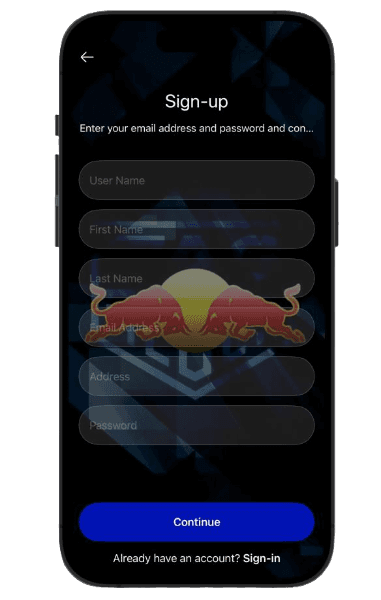 Sign-up
Enter your email address and password and con...
User Name
First Name
Last Name
Email Address
Address
Password
Continue
Already have an account? Sign-in